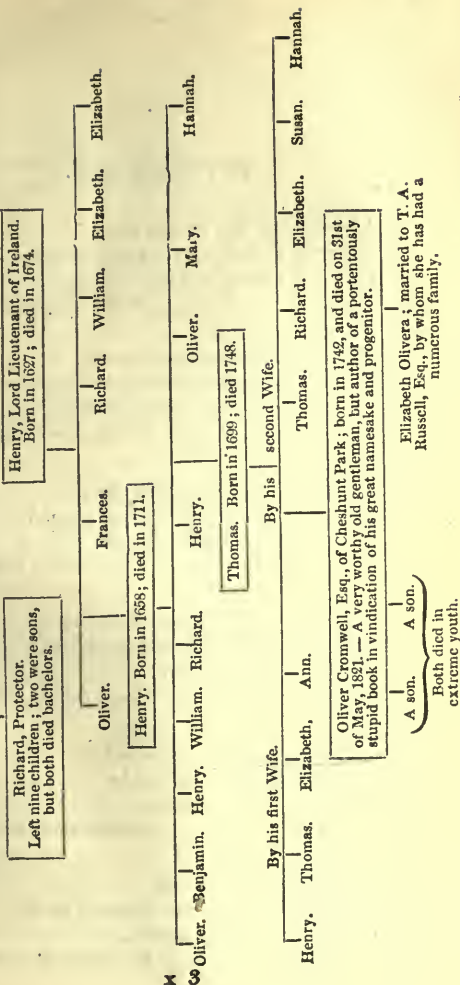 Richard, Protector.
Left nine children; two were sons,
but both died bachelors.
Henry, Lord Lieutenant of Ireland.
Born in 1627; died in 1674.
Oliver. Frances. Richard. William. Elizabeth. Elizabeth.
Henry. Born in 1658; died in 1711.
Oliver. Benjamin. Henry. William. Richard. Henry. Oliver. Mary. Hannah.
Thomas. Born in 1699; died 1748.
By his first Wife. By his second Wife.
Henry. Thomas. Elizabeth, Ann. Thomas. Richard. Elizabeth. Susan. Hannah.
Oliver Cromwell, Esq., of Cheshunt Park; born in 1742, and died on 31st
of May, 1821. — A very worthy old gentleman, but author of a portentously
stupid book in vindication of his great namesake and progenitor.
A son. A son.
Both died in
extreme youth.
Elizabeth Olivera; married to T. A.
Russell, Esq., by whom she has had a
numerous family.
X 3